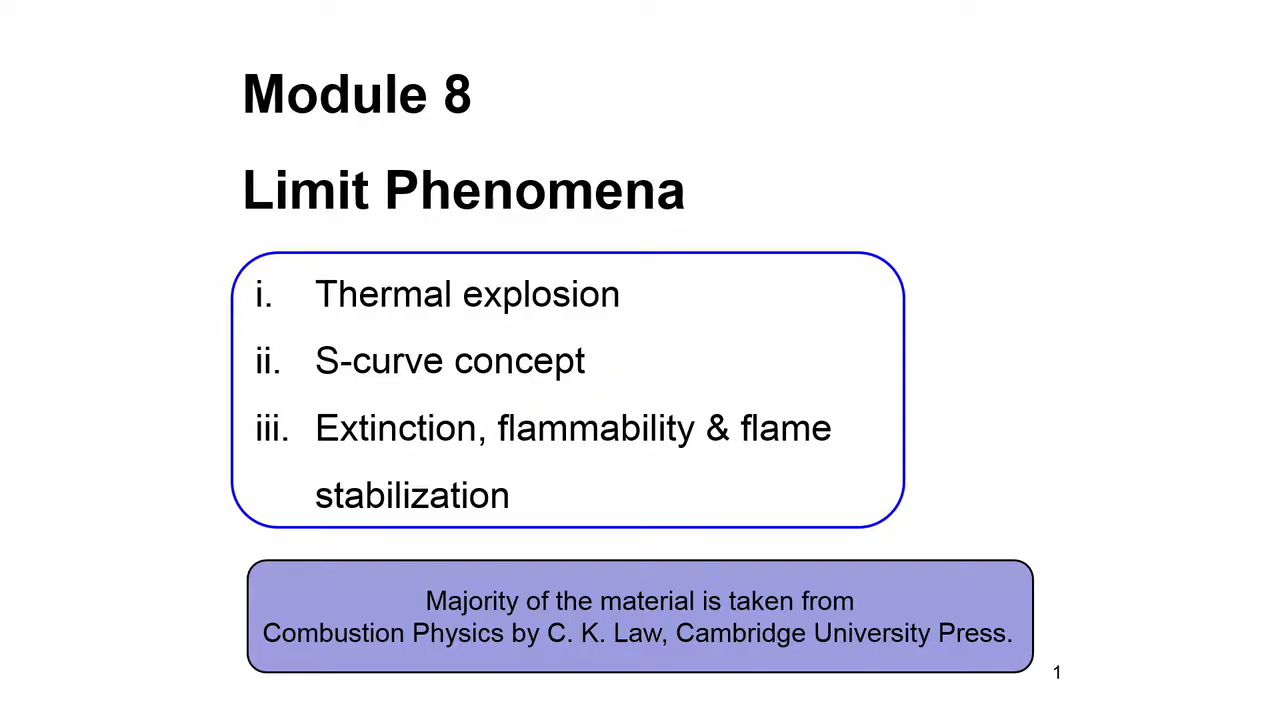 Module 8
Limit Phenomena
i. Thermal explosion
ii. S-curve concept
iii. Extinction, flammability & flame
stabilization
Majority of the material is taken from
Combustion Physics by C. K. Law, Cambridge University Press.
1